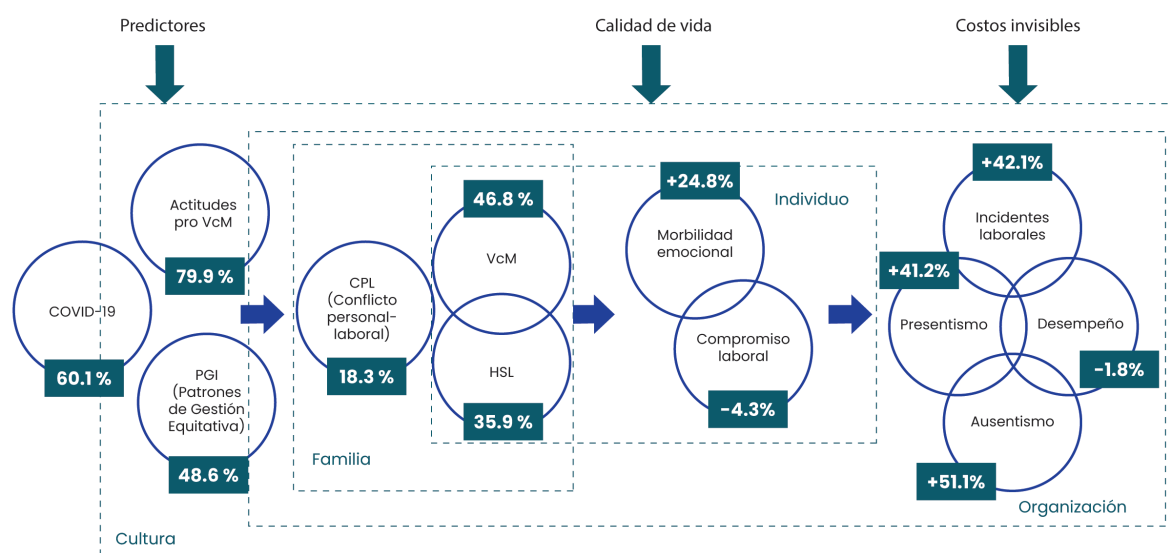 Predictores
Calidad de vida
Costos invisibles
Actitudes
pro VcM
79.9 %
COVID-19
60.1 %
PGI
(Patrones
de Gestión
Equitativa)
48.6 %
Cultura
CPL
(Conflicto
personal-
laboral)
18.3 %
46.8 %
VcM
HSL
35.9 %
Familia
+24.8%
Individuo
Morbilidad
emocional
Compromiso
laboral
-4.3%
+42.1%
Incidentes
laborales
+41.2%
Presentismo
Desempeño
-1.8%
Ausentismo
+51.1%
Organización